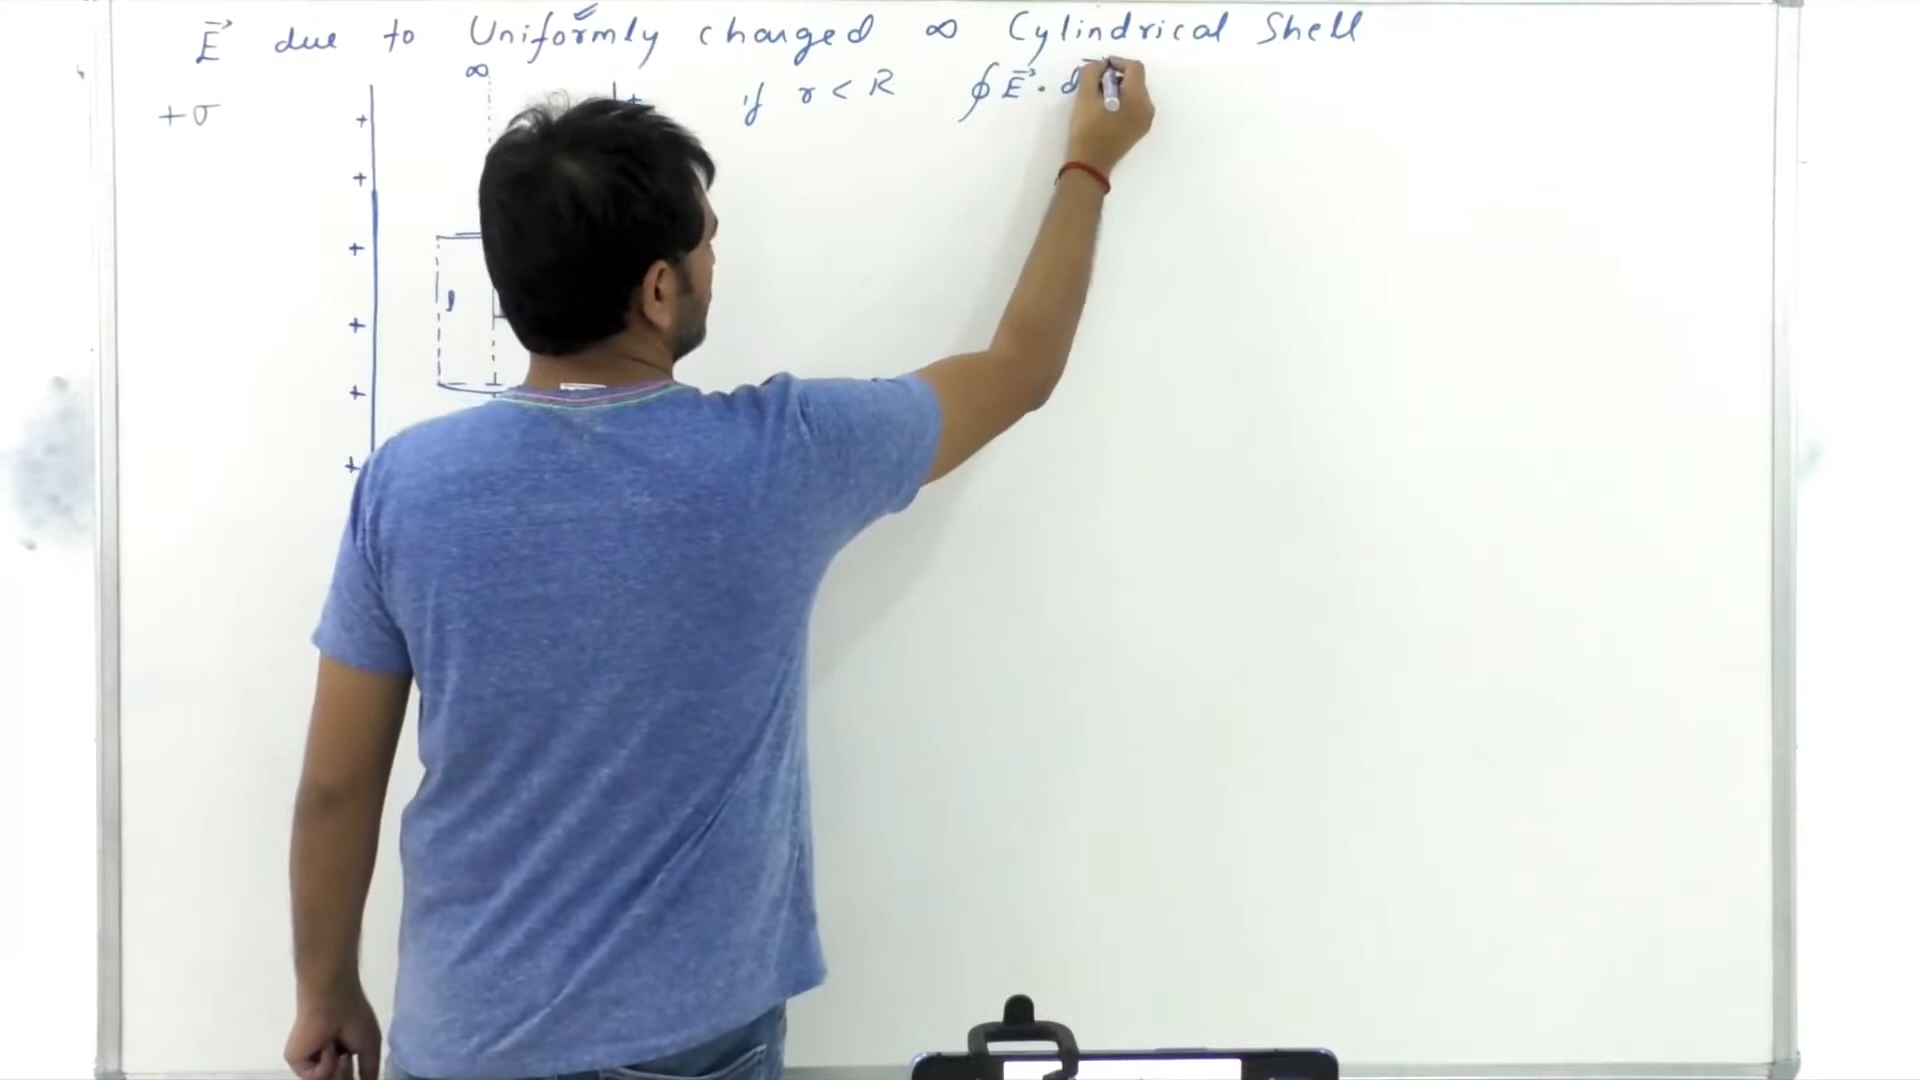 E⃗ due to Uniformly charged ∞ Cylindrical Shell
∞
+σ
if r < R ∮ E⃗ · d
+
+
+
+
+
+
+
l